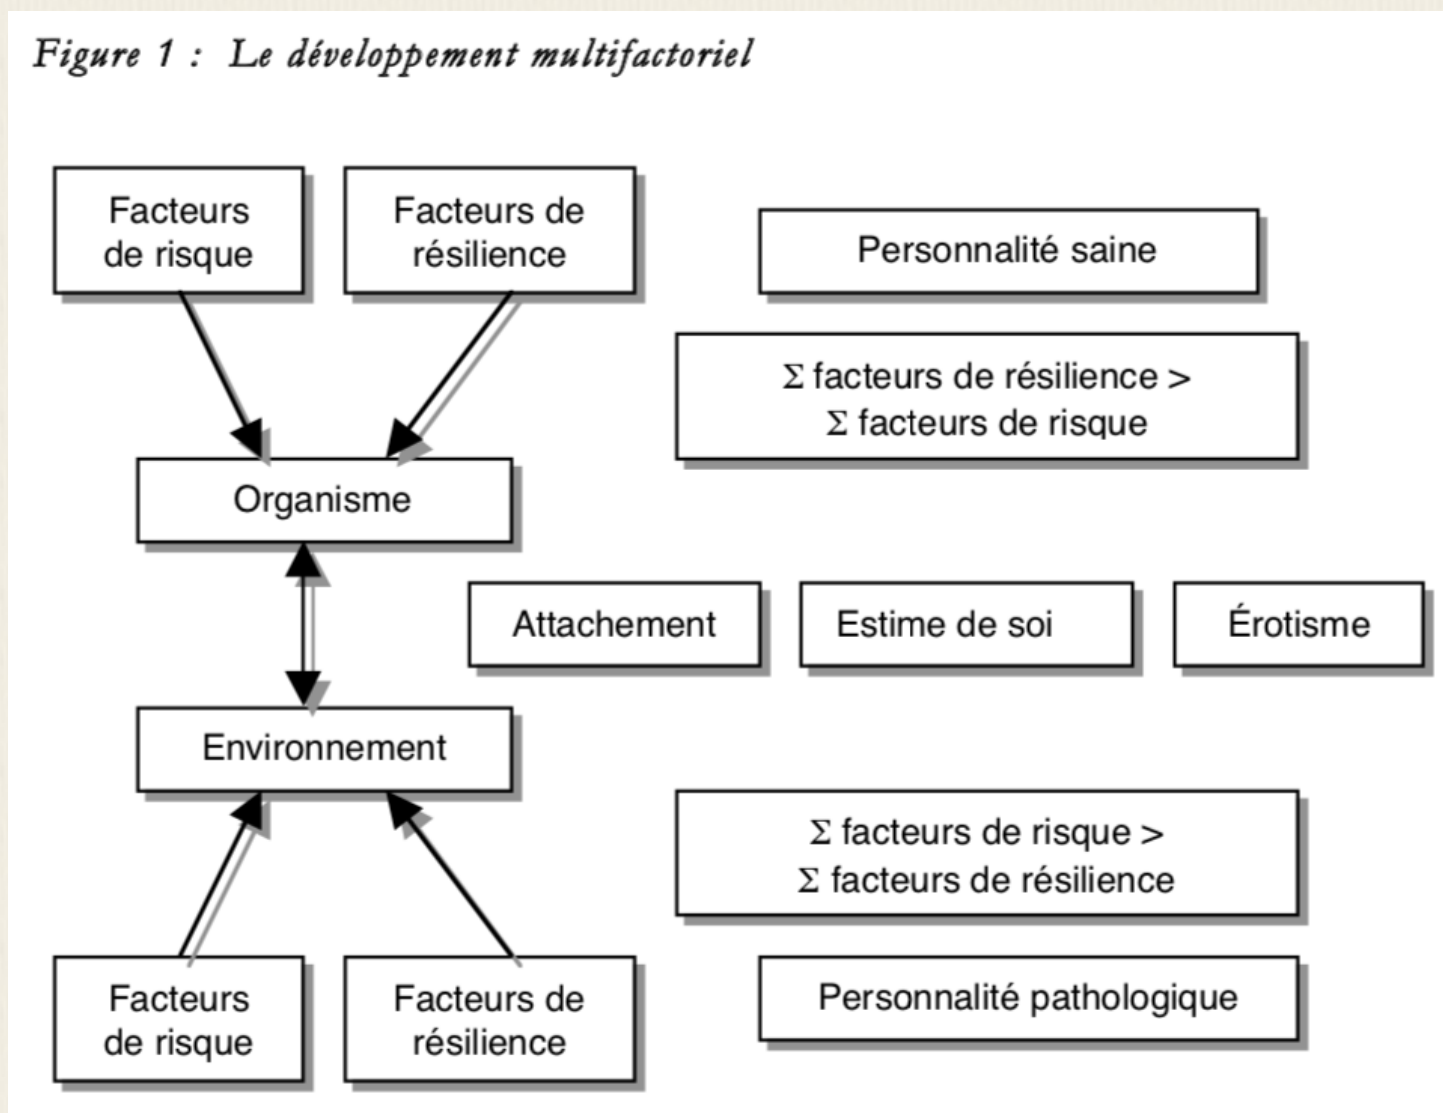 Figure 1 : Le développement multifactoriel
Facteurs
de risque
Facteurs de
résilience
Personnalité saine
Σ facteurs de résilience >
Σ facteurs de risque
Organisme
Attachement
Estime de soi
Érotisme
Environnement
Σ facteurs de risque >
Σ facteurs de résilience
Facteurs
de risque
Facteurs de
résilience
Personnalité pathologique